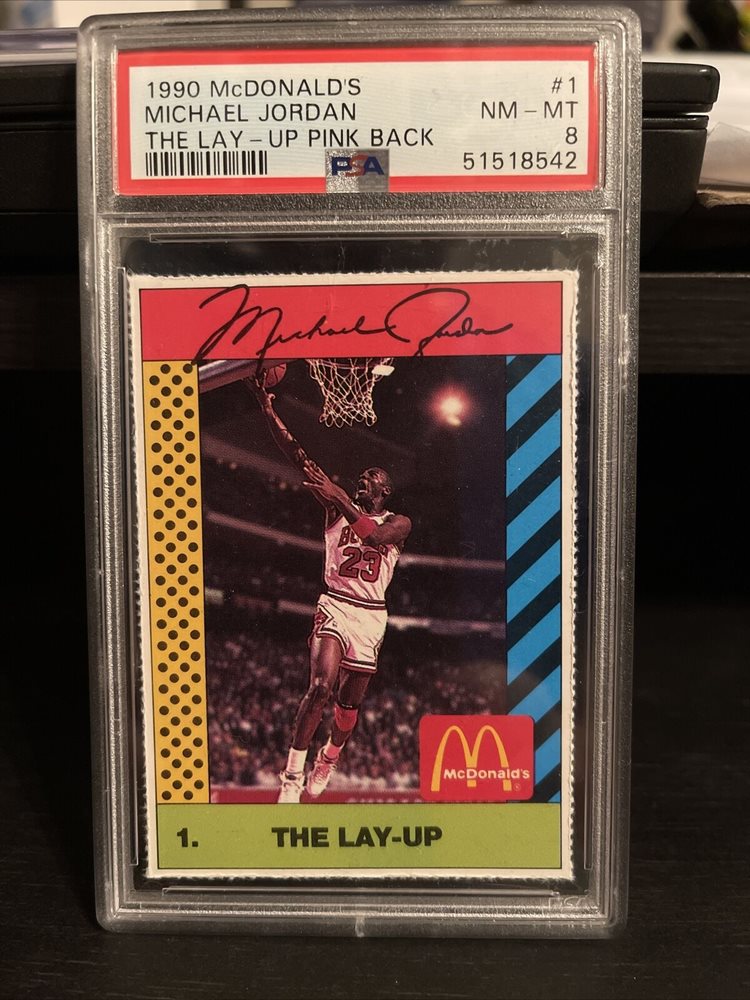 1990 McDONALD'S #1
MICHAEL JORDAN NM – MT
THE LAY – UP PINK BACK 8
PSA 51518542
Michael Jordan
BULLS
23
McDonald's
1. THE LAY-UP